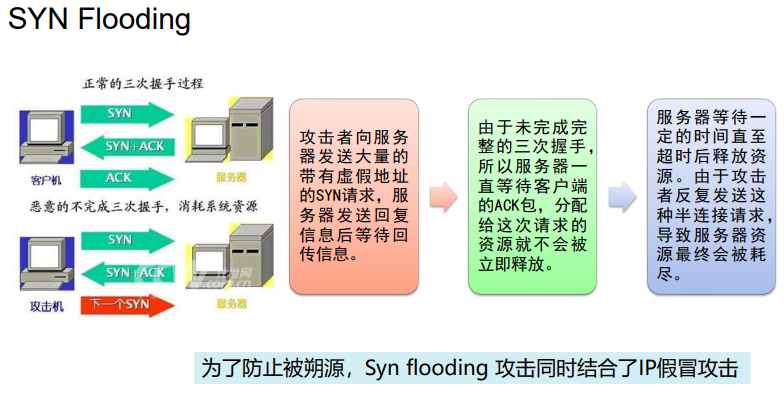 SYN Flooding
正常的三次握手过程
SYN
SYN+ACK
ACK
客户机
服务器
恶意的不完成三次握手，消耗系统资源
SYN
SYN+ACK
下一个SYN
攻击机
服务器
攻击者向服务
器发送大量的
带有虚假地址
的SYN请求，服
务器发送回复
信息后等待回
传信息。
由于未完成完
整的三次握手，
所以服务器一
直等待客户端
的ACK包，分配
给这次请求的
资源就不会被
立即释放。
服务器等待一
定的时间直至
超时后释放资
源。由于攻击
者反复发送这
种半连接请求，
导致服务器资
源最终会被耗
尽。
为了防止被朔源，Syn flooding 攻击同时结合了IP假冒攻击